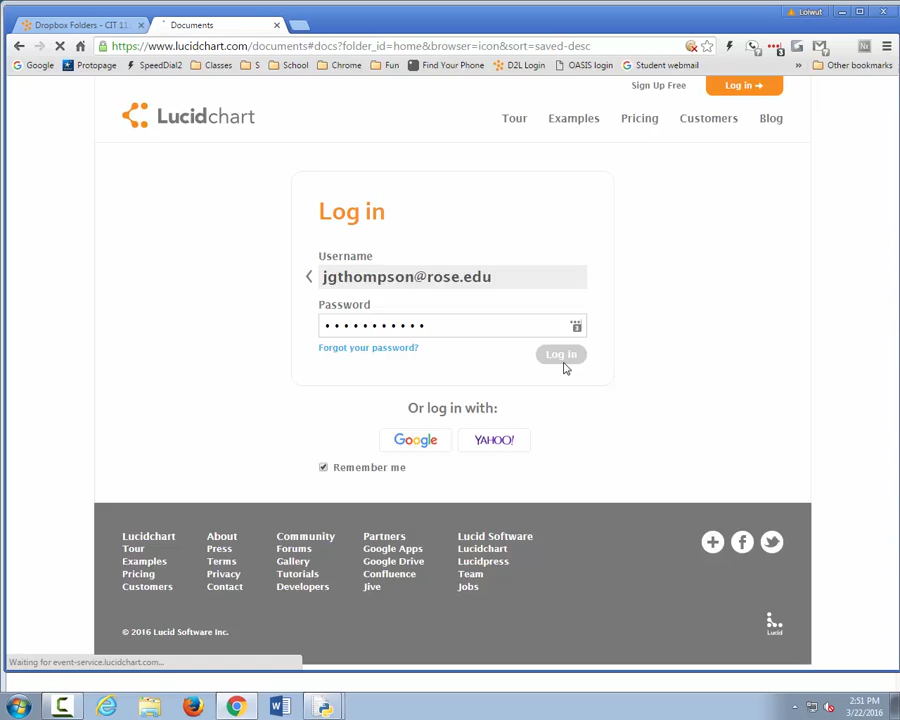 Dropbox Folders - CIT 11
Documents
Loiwut
https://www.lucidchart.com/documents#docs?folder_id=home&browser=icon&sort=saved-desc
Google Protopage SpeedDial2 Classes S School Chrome Fun Find Your Phone D2L Login OASIS login Student webmail » Other bookmarks
Sign Up Free Log in →
Lucidchart
Tour Examples Pricing Customers Blog
Log in
Username
jgthompson@rose.edu
Password
Forgot your password?
Log in
Or log in with:
Google YAHOO!
Remember me
Lucidchart About Community Partners Lucid Software
Tour Press Forums Google Apps Lucidchart
Examples Terms Gallery Google Drive Lucidpress
Pricing Privacy Tutorials Confluence Team
Customers Contact Developers Jive Jobs
© 2016 Lucid Software Inc.
Lucid
Waiting for event-service.lucidchart.com...
2:51 PM
3/22/2016